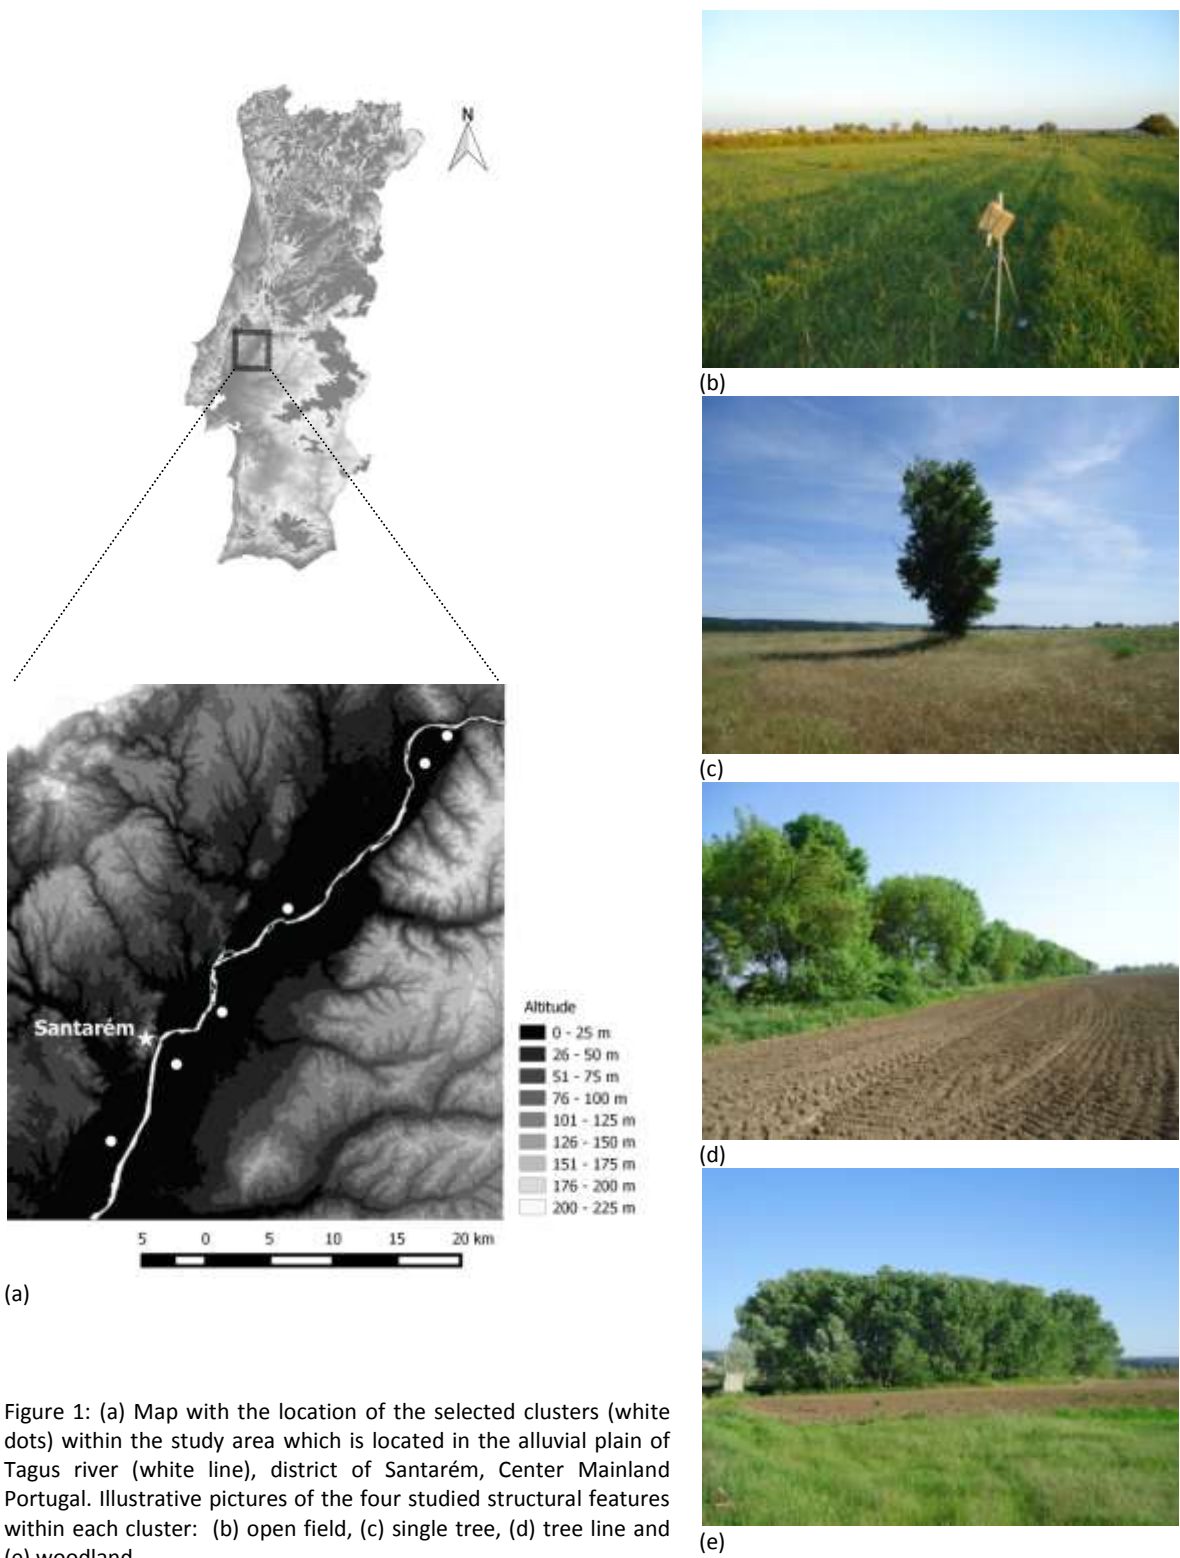 N
Santarém
Altitude
0 - 25 m
26 - 50 m
51 - 75 m
76 - 100 m
101 - 125 m
126 - 150 m
151 - 175 m
176 - 200 m
200 - 225 m
5 0 5 10 15 20 km
(a)
(b)
(c)
(d)
(e)
Figure 1: (a) Map with the location of the selected clusters (white
dots) within the study area which is located in the alluvial plain of
Tagus river (white line), district of Santarém, Center Mainland
Portugal. Illustrative pictures of the four studied structural features
within each cluster: (b) open field, (c) single tree, (d) tree line and
(e) woodland